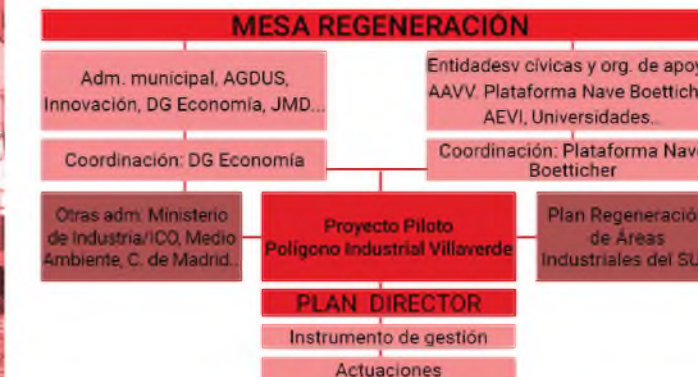 MESA REGENERACIÓN
Adm. municipal, AGDUS,
Innovación, DG Economía, JMD...
Entidadesv cívicas y org. de apoy
AAVV. Plataforma Nave Boettich
AEVI, Universidades...
Coordinación: DG Economía
Coordinación: Plataforma Nave
Boetticher
Otras adm. Ministerio
de Industria/ICO, Medio
Ambiente, C. de Madrid...
Proyecto Piloto
Polígono Industrial Villaverde
Plan Regeneración
de Áreas
Industriales del SU
PLAN DIRECTOR
Instrumento de gestión
Actuaciones